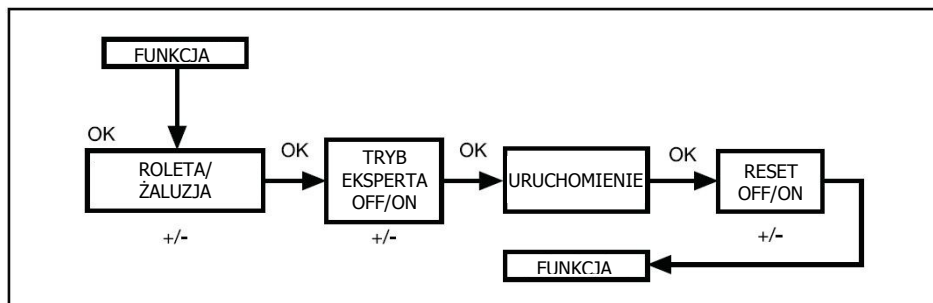 FUNKCJA
OK
ROLETA/
ŻALUZJA
+/-
OK
TRYB
EKSPERTA
OFF/ON
+/-
OK
URUCHOMIENIE
OK
RESET
OFF/ON
+/-
FUNKCJA